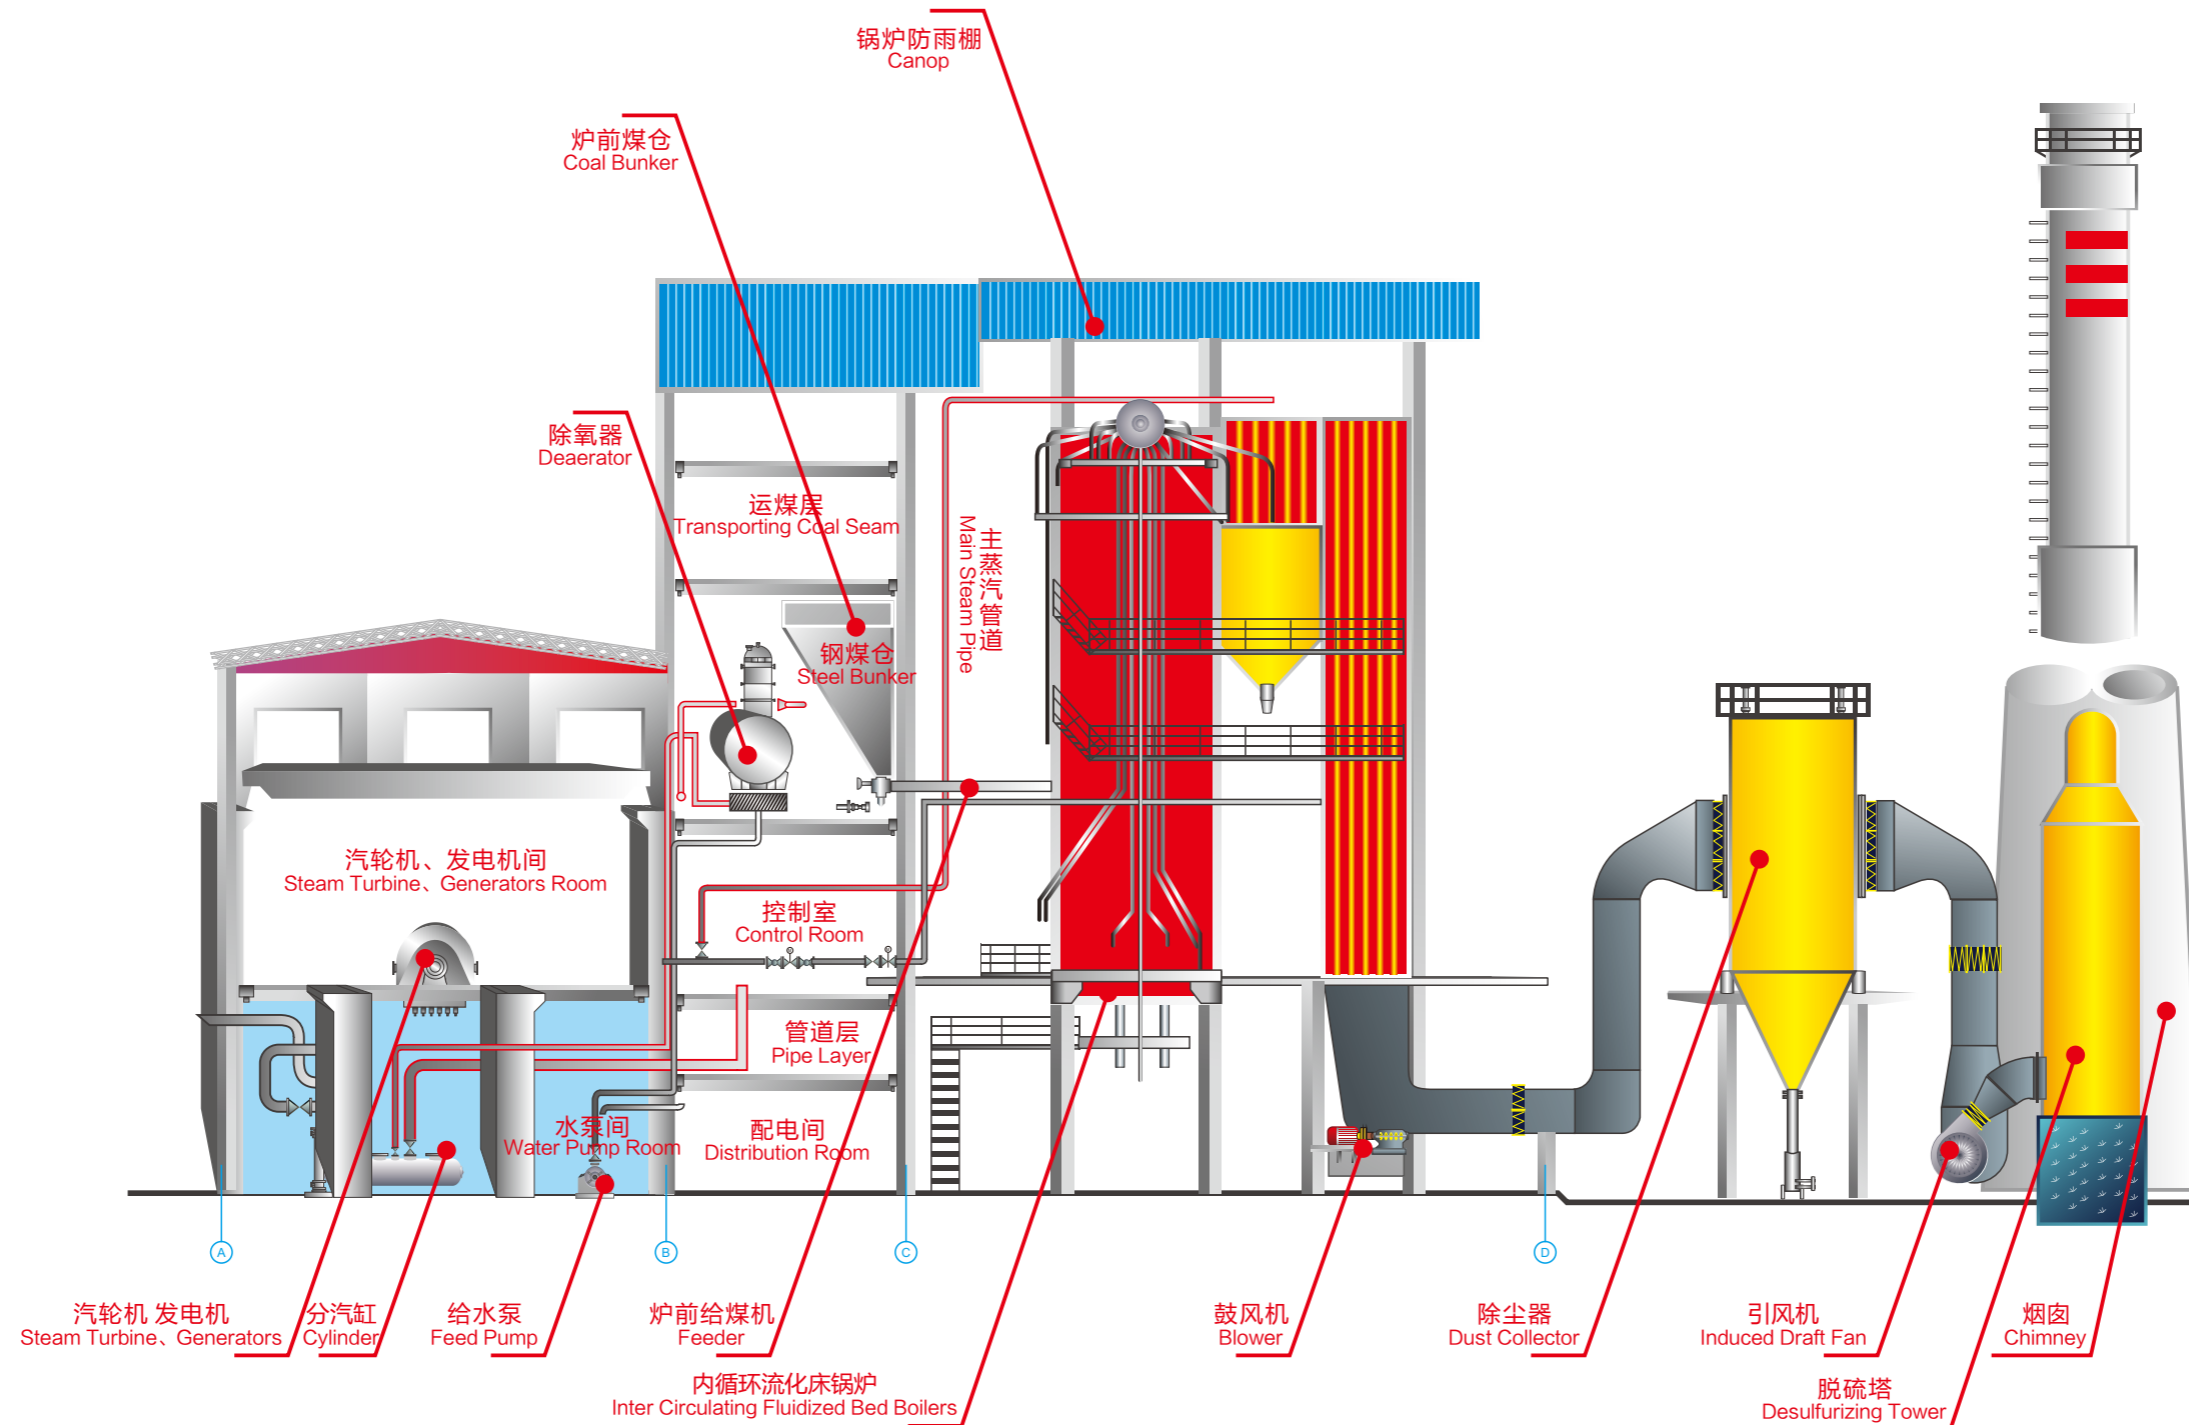 锅炉防雨棚
Canop
炉前煤仓
Coal Bunker
除氧器
Deaerator
运煤层
Transporting Coal Seam
主蒸汽管道
Main Steam Pipe
钢煤仓
Steel Bunker
汽轮机、发电机间
Steam Turbine、Generators Room
控制室
Control Room
管道层
Pipe Layer
水泵间
Water Pump Room
配电间
Distribution Room
A
B
C
D
汽轮机 发电机
Steam Turbine、Generators
分汽缸
Cylinder
给水泵
Feed Pump
炉前给煤机
Feeder
鼓风机
Blower
除尘器
Dust Collector
引风机
Induced Draft Fan
烟囱
Chimney
内循环流化床锅炉
Inter Circulating Fluidized Bed Boilers
脱硫塔
Desulfurizing Tower